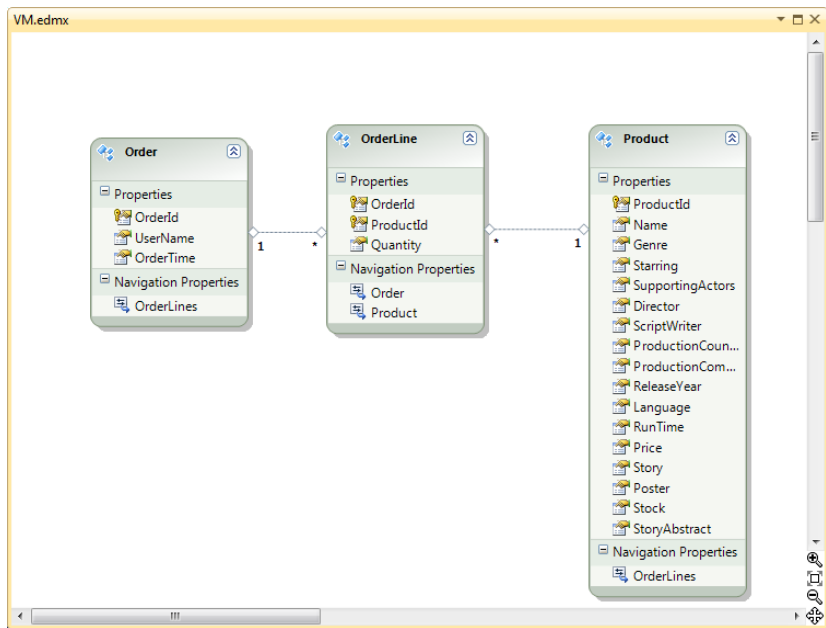 VM.edmx
Order
Properties
OrderId
UserName
OrderTime
Navigation Properties
OrderLines
1
*
OrderLine
Properties
OrderId
ProductId
Quantity
Navigation Properties
Order
Product
*
1
Product
Properties
ProductId
Name
Genre
Starring
SupportingActors
Director
ScriptWriter
ProductionCoun...
ProductionCom...
ReleaseYear
Language
RunTime
Price
Story
Poster
Stock
StoryAbstract
Navigation Properties
OrderLines